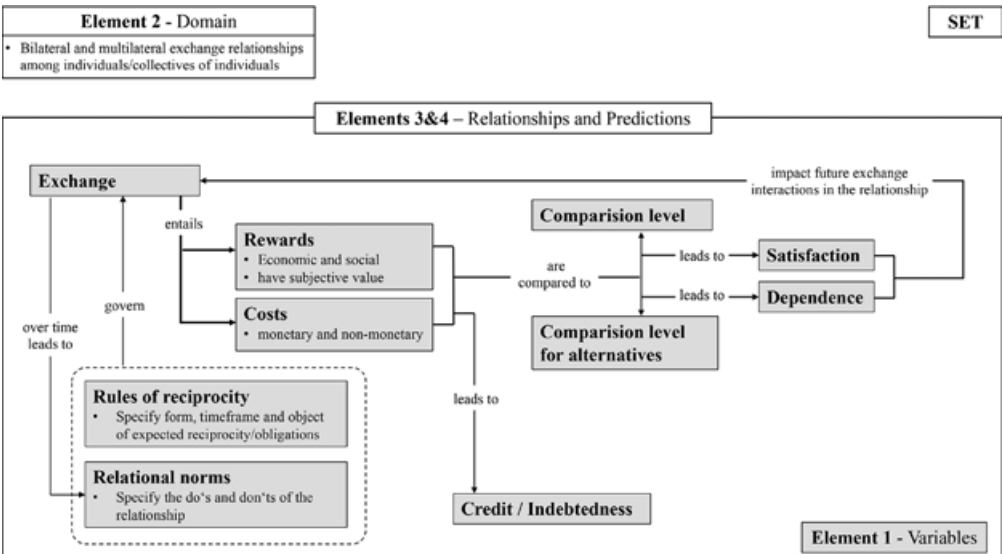 Element 2 - Domain
• Bilateral and multilateral exchange relationships
among individuals/collectives of individuals
SET
Elements 3&4 – Relationships and Predictions
Exchange
impact future exchange
interactions in the relationship
entails
Comparision level
Rewards
• Economic and social
• have subjective value
leads to
Satisfaction
are
compared to
govern
leads to
Dependence
Costs
• monetary and non-monetary
over time
leads to
Comparision level
for alternatives
Rules of reciprocity
• Specify form, timeframe and object
of expected reciprocity/obligations
leads to
Relational norms
• Specify the do‘s and don‘ts of the
relationship
Credit / Indebtedness
Element 1 - Variables